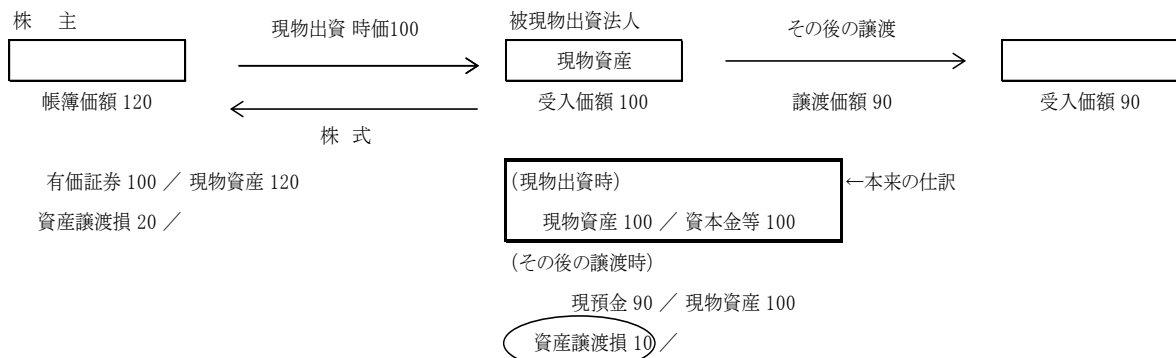 株 主
現物出資 時価100
被現物出資法人
その後の譲渡
現物資産
帳簿価額 120
受入価額 100
譲渡価額 90
受入価額 90
株 式
有価証券 100 ／ 現物資産 120
資産譲渡損 20 ／
(現物出資時)
←本来の仕訳
現物資産 100 ／ 資本金等 100
(その後の譲渡時)
現預金 90 ／ 現物資産 100
資産譲渡損 10 ／